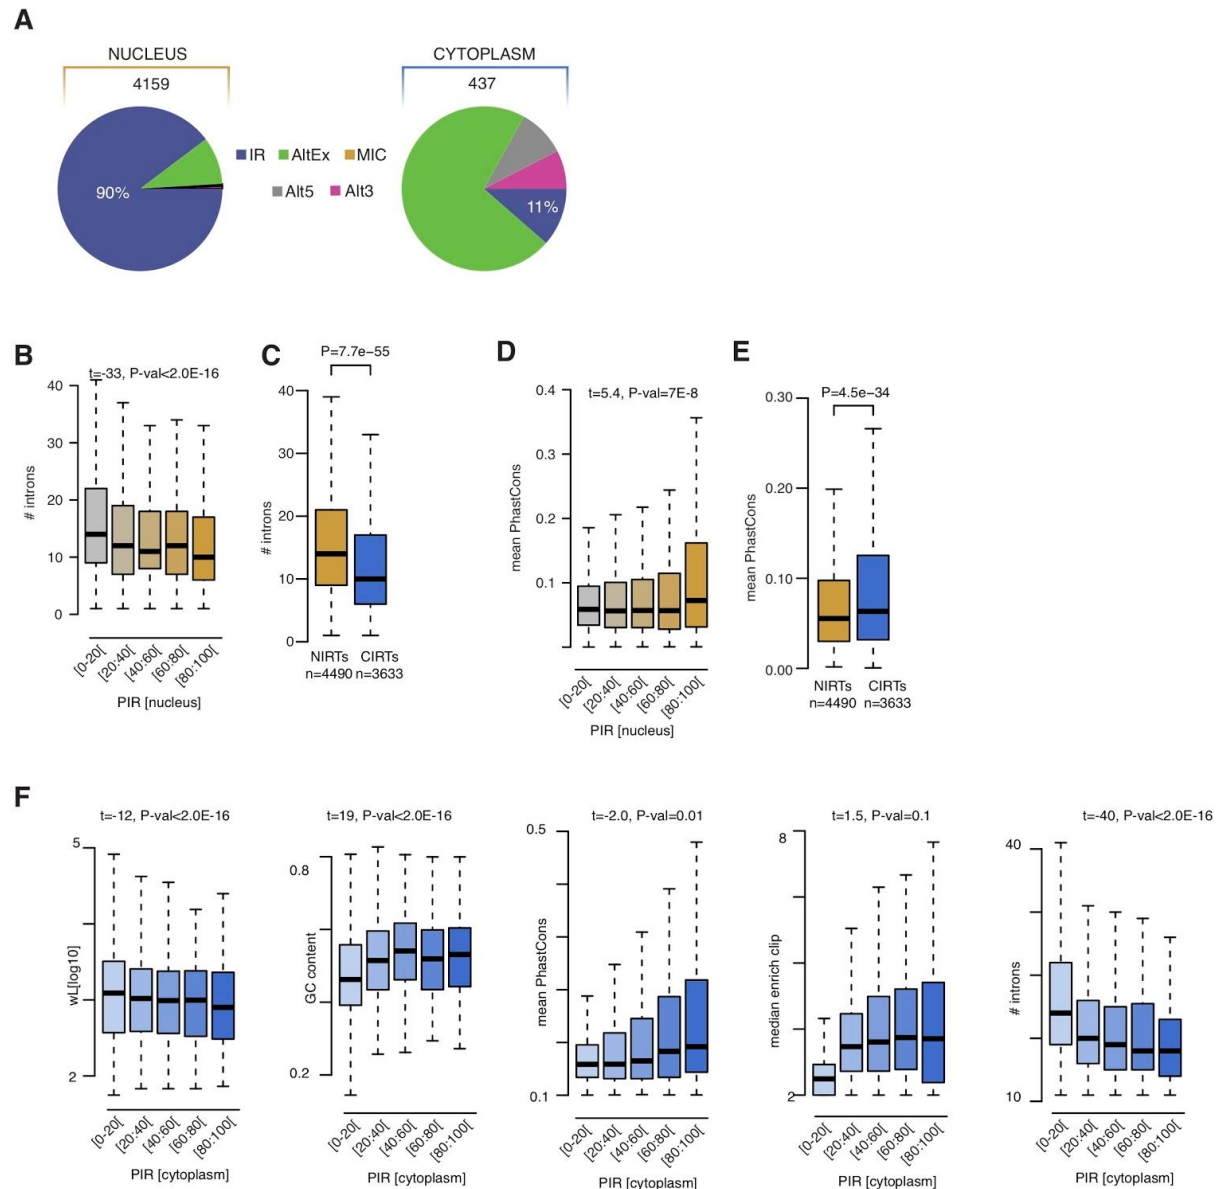 A
NUCLEUS
4159
CYTOPLASM
437
IR AltEx MIC
Alt5 Alt3
90%
11%
B
t=-33, P-val<2.0E-16
# introns
40
30
20
10
0
[0-20[ [20:40[ [40:60[ [60:80[ [80:100[
PIR [nucleus]
C
P=7.7e−55
# introns
40
30
20
10
0
NIRTs CIRTs
n=4490 n=3633
D
t=5.4, P-val=7E-8
mean PhastCons
0.4
0.3
0.2
0.1
[0-20[ [20:40[ [40:60[ [60:80[ [80:100[
PIR [nucleus]
E
P=4.5e−34
mean PhastCons
0.30
0.20
0.10
0.00
NIRTs CIRTs
n=4490 n=3633
F
t=-12, P-val<2.0E-16
wL[log10]
5
2
[0-20[ [20:40[ [40:60[ [60:80[ [80:100[
PIR [cytoplasm]
t=19, P-val<2.0E-16
GC content
0.8
0.2
[0-20[ [20:40[ [40:60[ [60:80[ [80:100[
PIR [cytoplasm]
t=-2.0, P-val=0.01
mean PhastCons
0.5
0.1
[0-20[ [20:40[ [40:60[ [60:80[ [80:100[
PIR [cytoplasm]
t=1.5, P-val=0.1
median enrich clip
8
2
[0-20[ [20:40[ [40:60[ [60:80[ [80:100[
PIR [cytoplasm]
t=-40, P-val<2.0E-16
# introns
40
10
[0-20[ [20:40[ [40:60[ [60:80[ [80:100[
PIR [cytoplasm]